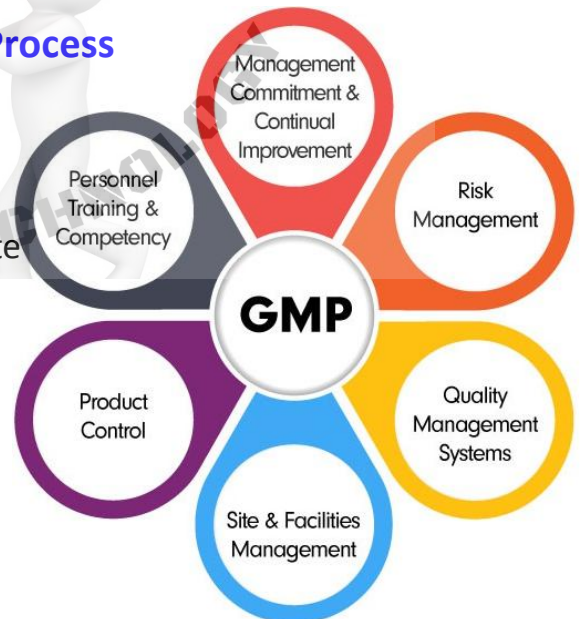 Process
Management
Commitment &
Continual
Improvement
Personnel
Training &
Competency
Risk
Management
GMP
Product
Control
Quality
Management
Systems
Site & Facilities
Management